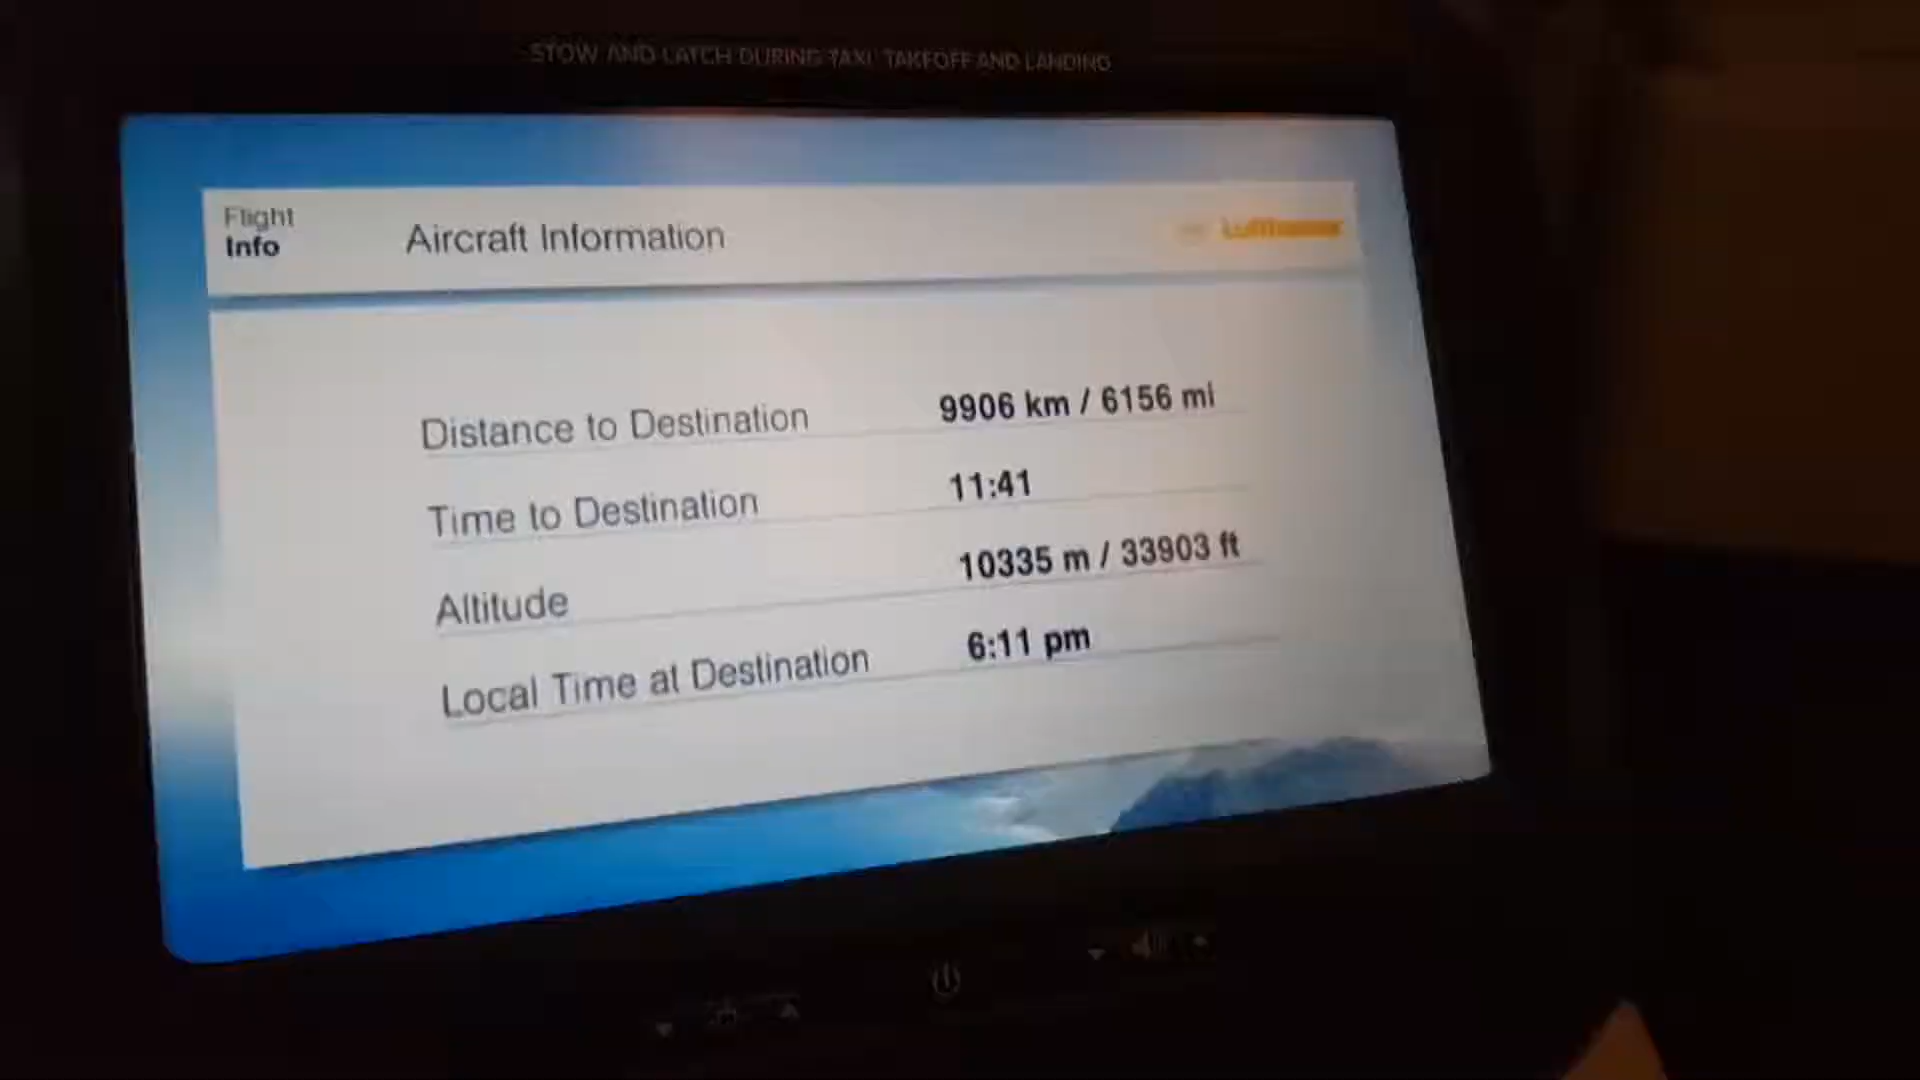 STOW AND LATCH DURING TAXI, TAKEOFF AND LANDING
Flight
Info
Aircraft Information
Lufthansa
Distance to Destination 9906 km / 6156 mi
Time to Destination 11:41
Altitude 10335 m / 33903 ft
Local Time at Destination 6:11 pm